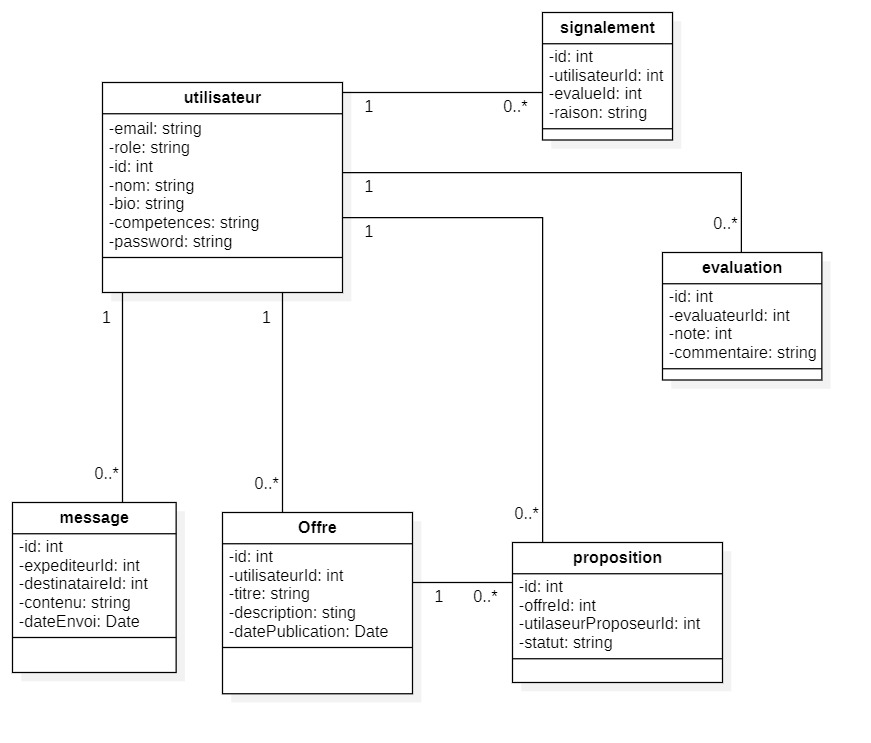 signalement
-id: int
-utilisateurId: int
-evalueId: int
-raison: string
utilisateur
-email: string
-role: string
-id: int
-nom: string
-bio: string
-competences: string
-password: string
1
0..*
1
0..*
1
evaluation
-id: int
-evaluateurId: int
-note: int
-commentaire: string
1
1
0..*
0..*
0..*
message
-id: int
-expediteurId: int
-destinataireId: int
-contenu: string
-dateEnvoi: Date
Offre
-id: int
-utilisateurId: int
-titre: string
-description: sting
-datePublication: Date
1
0..*
proposition
-id: int
-offreId: int
-utilaseurProposeurId: int
-statut: string